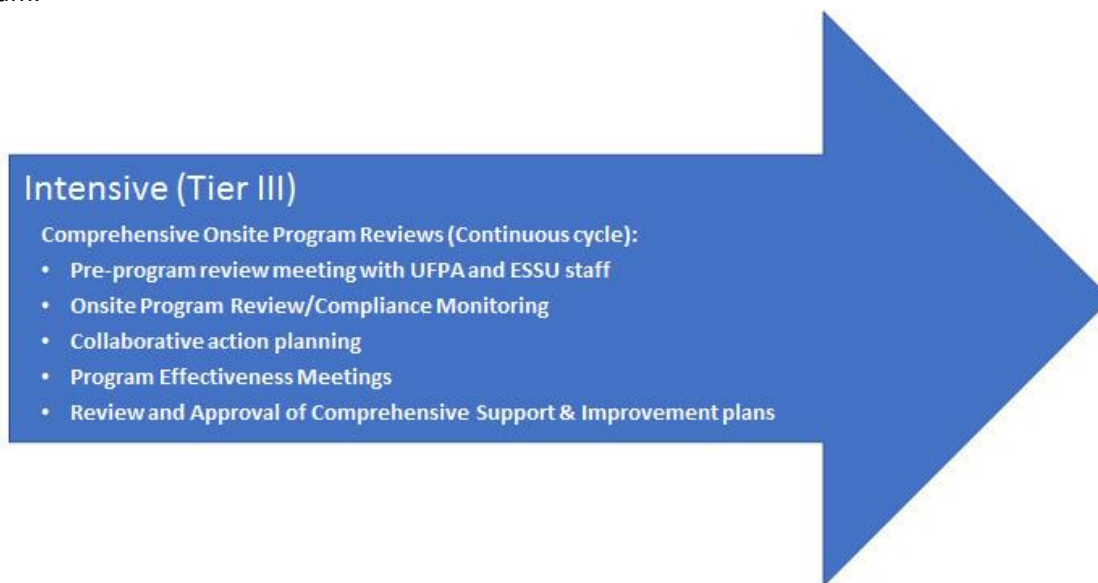 Intensive (Tier III)
Comprehensive Onsite Program Reviews (Continuous cycle):
• Pre-program review meeting with UFPA and ESSU staff
• Onsite Program Review/Compliance Monitoring
• Collaborative action planning
• Program Effectiveness Meetings
• Review and Approval of Comprehensive Support & Improvement plans